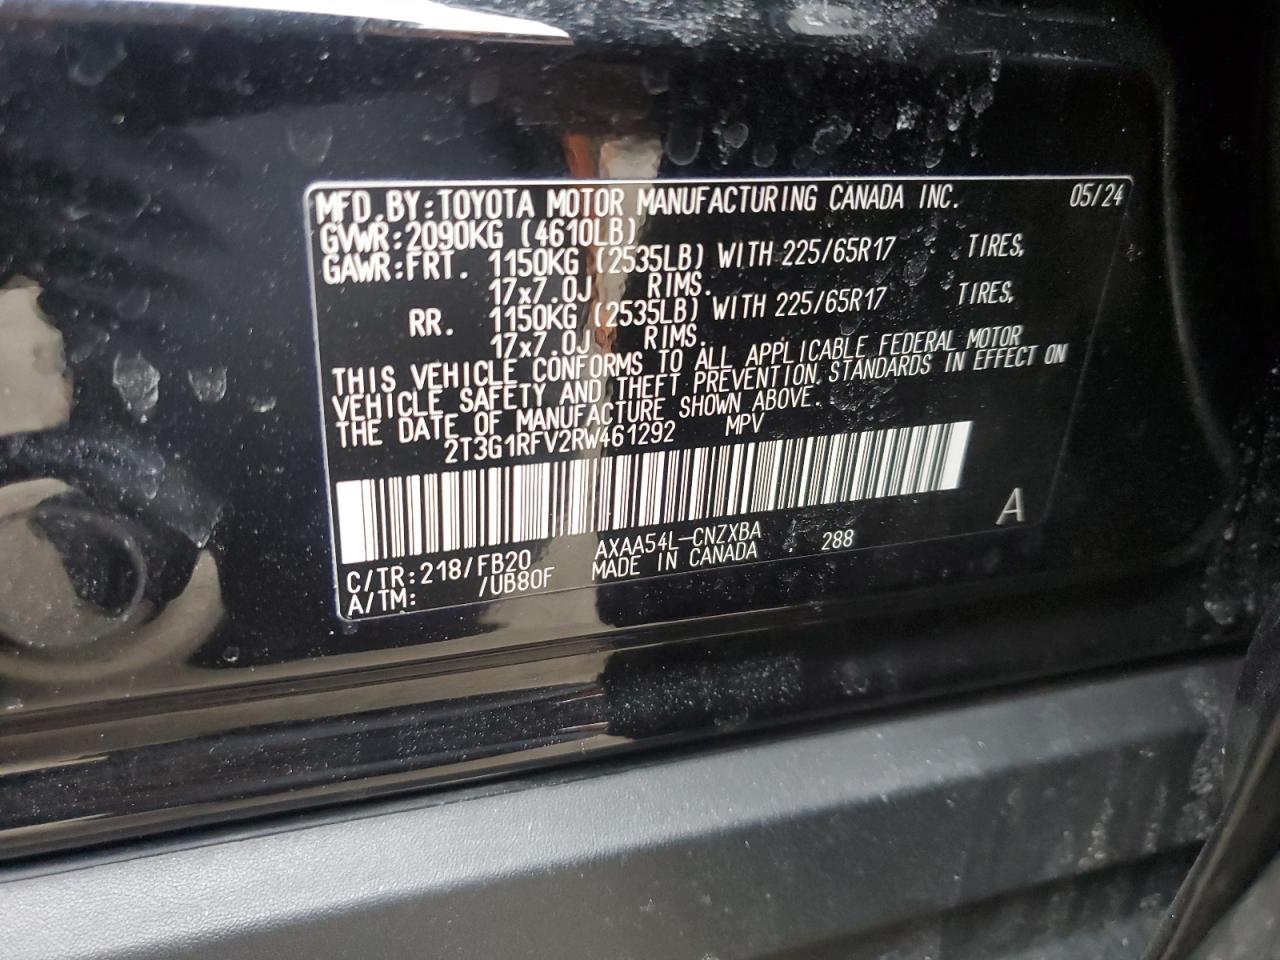 MFD.BY:TOYOTA MOTOR MANUFACTURING CANADA INC. 05/24
GVWR:2090KG (4610LB)
GAWR:FRT. 1150KG (2535LB) WITH 225/65R17 TIRES,
17x7.0J RIMS.
RR. 1150KG (2535LB) WITH 225/65R17 TIRES,
17x7.0J RIMS.
THIS VEHICLE CONFORMS TO ALL APPLICABLE FEDERAL MOTOR
VEHICLE SAFETY AND THEFT PREVENTION STANDARDS IN EFFECT ON
THE DATE OF MANUFACTURE SHOWN ABOVE.
2T3G1RFV2RW461292 MPV
A
C/TR:218/FB20 AXAA54L-CNZXBA 288
A/TM: /UB80F MADE IN CANADA